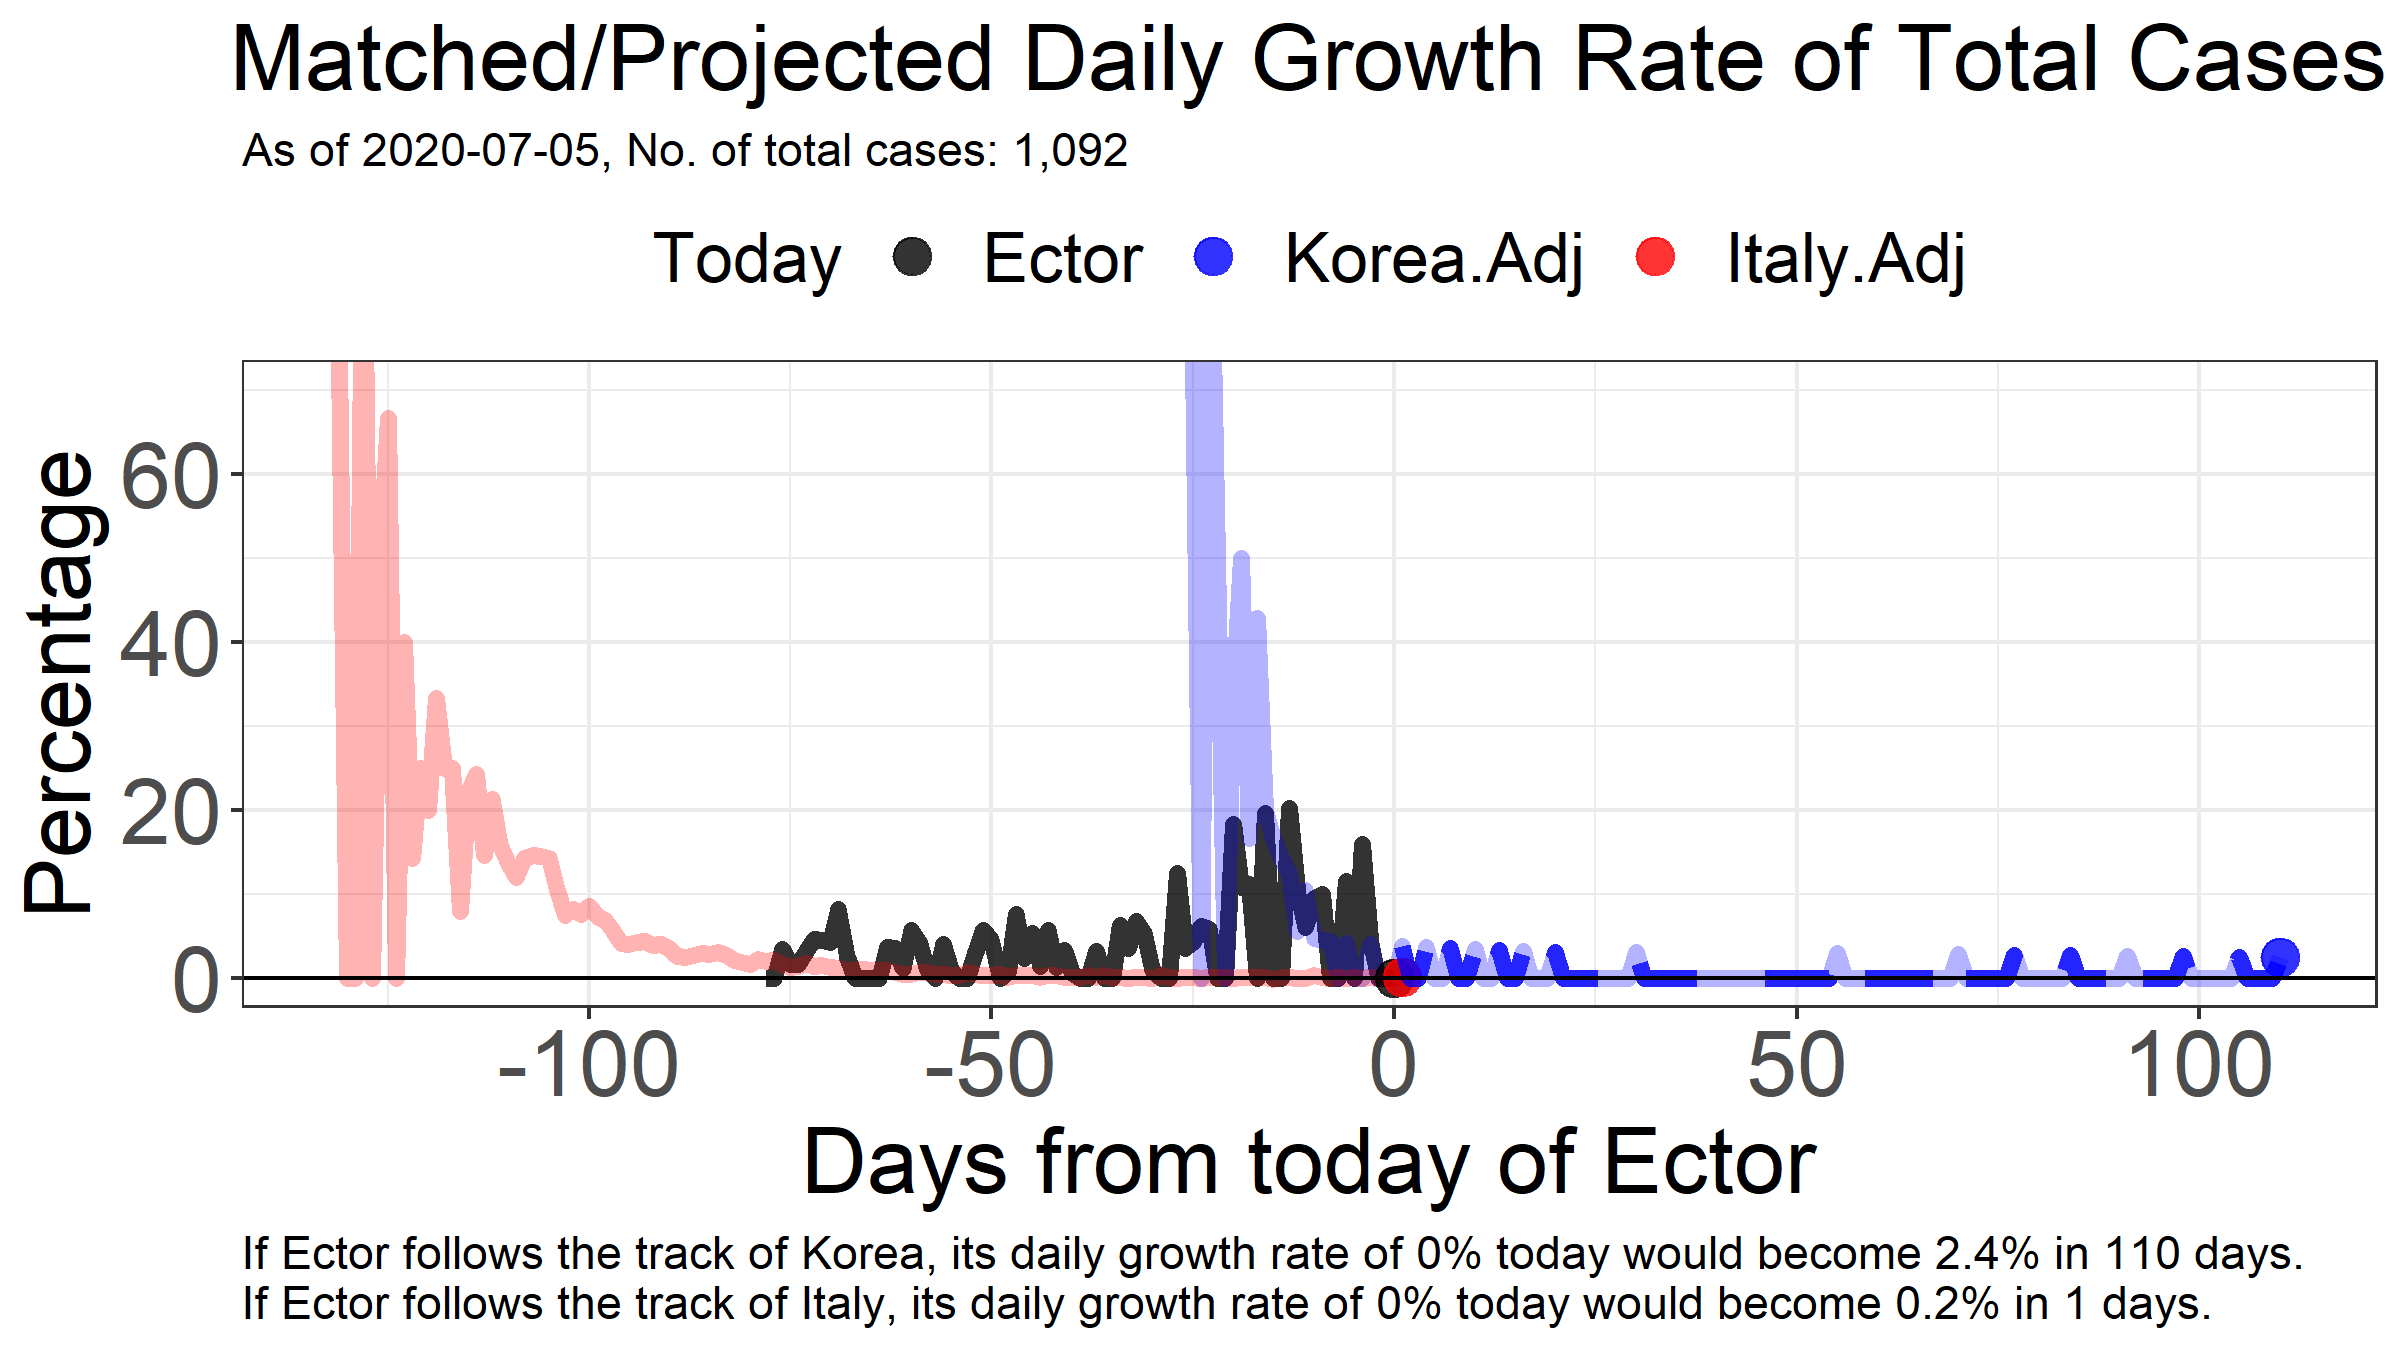 Matched/Projected Daily Growth Rate of Total Cases
As of 2020-07-05, No. of total cases: 1,092
Today Ector Korea.Adj Italy.Adj
Percentage
60
40
20
0
-100 -50 0 50 100
Days from today of Ector
If Ector follows the track of Korea, its daily growth rate of 0% today would become 2.4% in 110 days.
If Ector follows the track of Italy, its daily growth rate of 0% today would become 0.2% in 1 days.